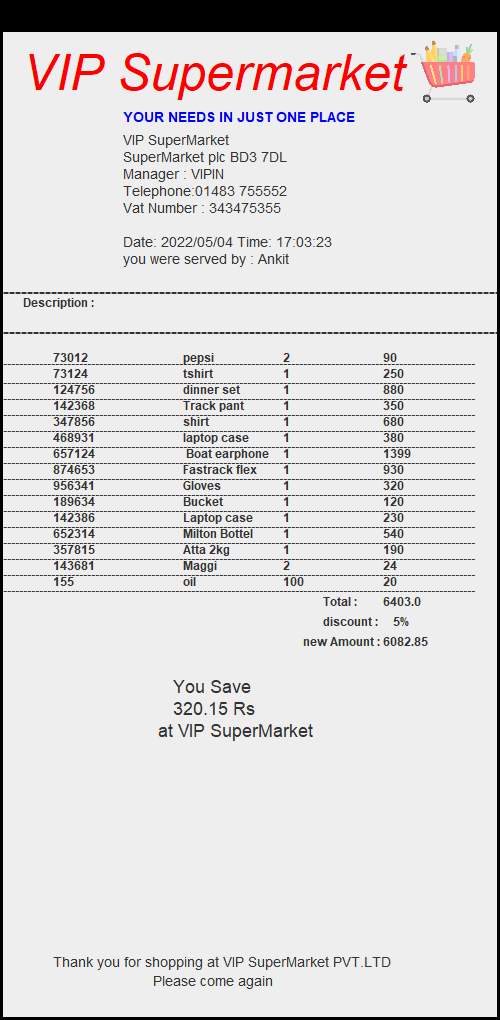 VIP Supermarket
YOUR NEEDS IN JUST ONE PLACE
VIP SuperMarket
SuperMarket plc BD3 7DL
Manager : VIPIN
Telephone:01483 755552
Vat Number : 343475355
Date: 2022/05/04 Time: 17:03:23
you were served by : Ankit
Description :
73012 pepsi 2 90
73124 tshirt 1 250
124756 dinner set 1 880
142368 Track pant 1 350
347856 shirt 1 680
468931 laptop case 1 380
657124 Boat earphone 1 1399
874653 Fastrack flex 1 930
956341 Gloves 1 320
189634 Bucket 1 120
142386 Laptop case 1 230
652314 Milton Bottel 1 540
357815 Atta 2kg 1 190
143681 Maggi 2 24
155 oil 100 20
Total : 6403.0
discount : 5%
new Amount : 6082.85
You Save
320.15 Rs
at VIP SuperMarket
Thank you for shopping at VIP SuperMarket PVT.LTD
Please come again